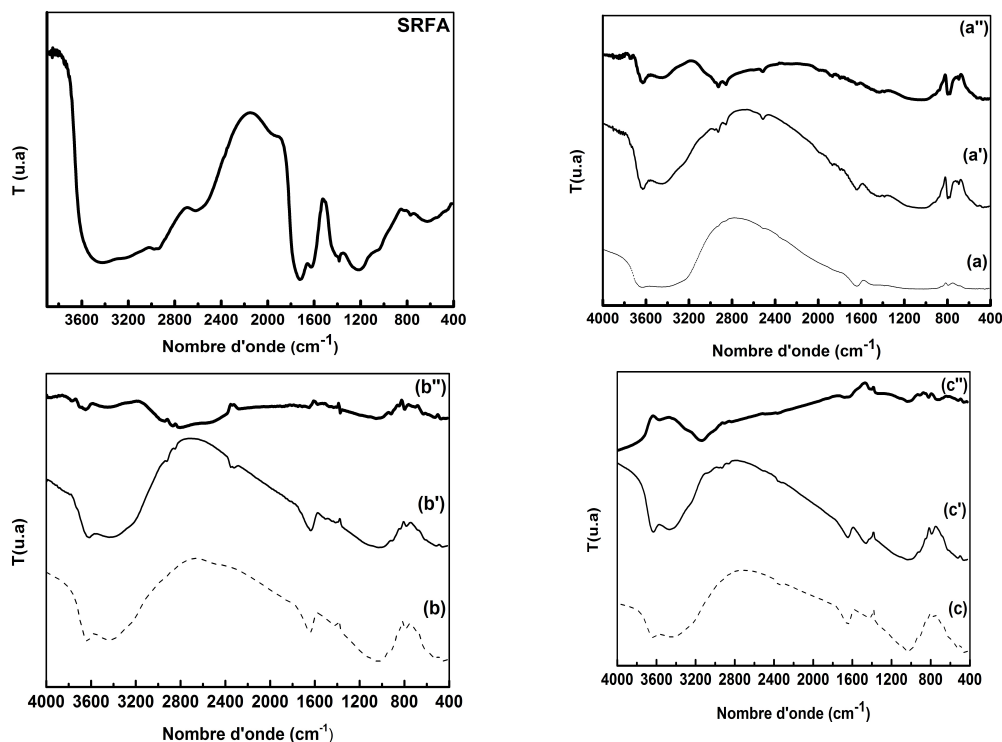 SRFA
T (u.a)
3600 3200 2800 2400 2000 1600 1200 800 400
Nombre d'onde (cm⁻¹)
(a'')
(a')
(a)
T(u.a)
4000 3600 3200 2800 2400 2000 1600 1200 800 400
Nombre d'onde (cm⁻¹)
(b'')
(b')
(b)
T(u.a)
4000 3600 3200 2800 2400 2000 1600 1200 800 400
Nombre d'onde (cm⁻¹)
(c'')
(c')
(c)
T(u.a)
4000 3600 3200 2800 2400 2000 1600 1200 800 400
Nombre d'onde (cm⁻¹)